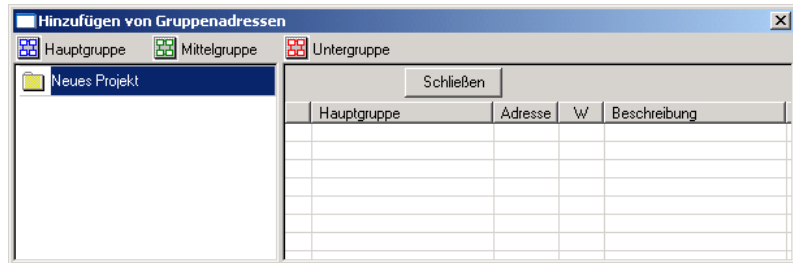 Hinzufügen von Gruppenadressen
Hauptgruppe Mittelgruppe Untergruppe
Neues Projekt
Schließen
Hauptgruppe Adresse W Beschreibung